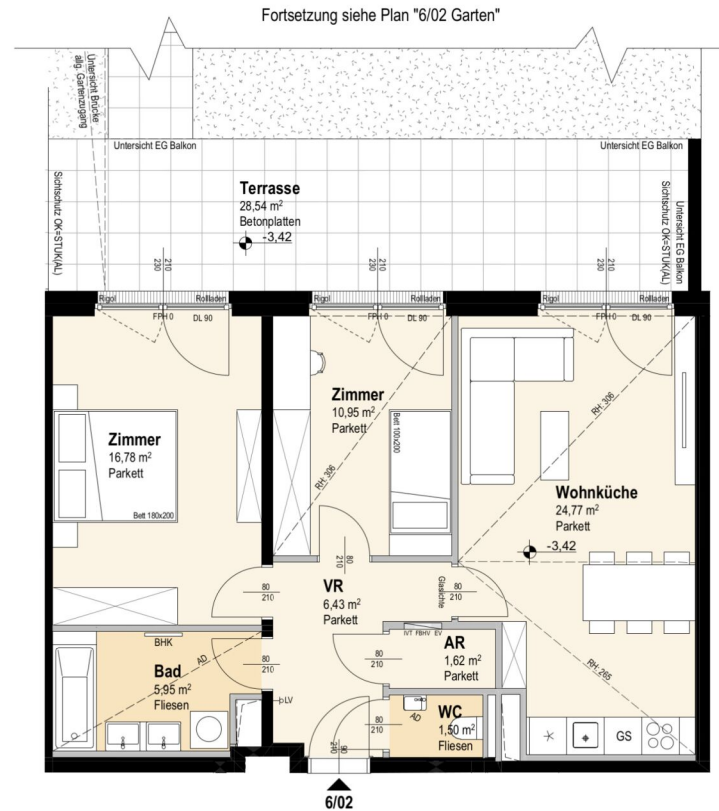 Fortsetzung siehe Plan "6/02 Garten"
Untersicht Brücke
allg. Gartenzugang
Untersicht EG Balkon
Untersicht EG Balkon
Sichtschutz OK=STUK(AL)
Terrasse
28,54 m²
Betonplatten
-3,42
Untersicht EG Balkon
Sichtschutz OK=STUK(AL)
210
230
210
230
210
230
Rigol
Rollladen
Rigol
Rollladen
Rigol
Rollladen
FPH 0
DL 90
FPH 0
DL 90
FPH 0
DL 90
Zimmer
16,78 m²
Parkett
Bett 180x200
Zimmer
10,95 m²
Parkett
Bett 100x200
RH: 306
RH: 306
Wohnküche
24,77 m²
Parkett
-3,42
80
210
80
210
VR
6,43 m²
Parkett
Glaslichte
80
210
BHK
AD
Bad
5,95 m²
Fliesen
80
210
LV
IVT FBHV EV
80
210
AR
1,62 m²
Parkett
RH: 265
80
210
AD
WC
1,50 m²
Fliesen
GS
90
210
6/02